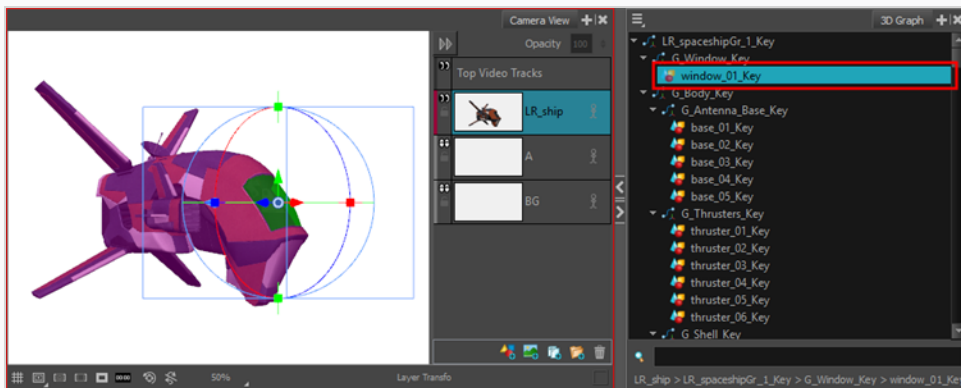 Camera View
Opacity 100
Top Video Tracks
LR_ship
A
BG
50%
Layer Transfo
3D Graph
LR_spaceshipGr_1_Key
G_Window_Key
window_01_Key
G_Body_Key
G_Antenna_Base_Key
base_01_Key
base_02_Key
base_03_Key
base_04_Key
base_05_Key
G_Thrusters_Key
thruster_01_Key
thruster_02_Key
thruster_03_Key
thruster_04_Key
thruster_05_Key
thruster_06_Key
G_Shell_Key
LR_ship > LR_spaceshipGr_1_Key > G_Window_Key > window_01_Key